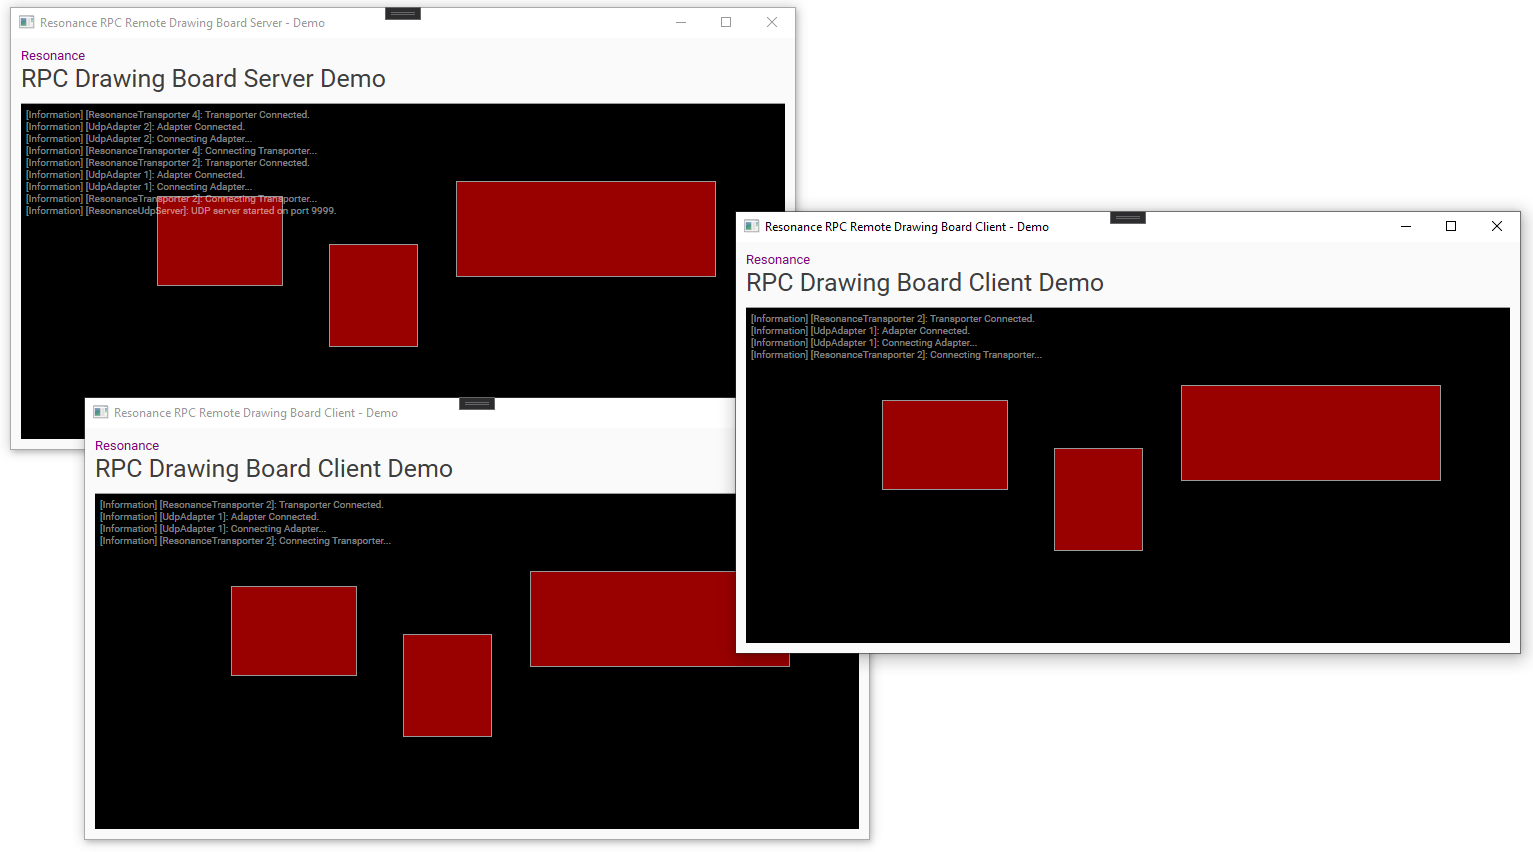 Resonance RPC Remote Drawing Board Server - Demo
Resonance
RPC Drawing Board Server Demo
[Information] [ResonanceTransporter 4]: Transporter Connected.
[Information] [UdpAdapter 2]: Adapter Connected.
[Information] [UdpAdapter 2]: Connecting Adapter...
[Information] [ResonanceTransporter 4]: Connecting Transporter...
[Information] [ResonanceTransporter 2]: Transporter Connected.
[Information] [UdpAdapter 1]: Adapter Connected.
[Information] [UdpAdapter 1]: Connecting Adapter...
[Information] [ResonanceTransporter 2]: Connecting Transporter...
[Information] [ResonanceUdpServer]: UDP server started on port 9999.
Resonance RPC Remote Drawing Board Client - Demo
Resonance
RPC Drawing Board Client Demo
[Information] [ResonanceTransporter 2]: Transporter Connected.
[Information] [UdpAdapter 1]: Adapter Connected.
[Information] [UdpAdapter 1]: Connecting Adapter...
[Information] [ResonanceTransporter 2]: Connecting Transporter...
Resonance RPC Remote Drawing Board Client - Demo
Resonance
RPC Drawing Board Client Demo
[Information] [ResonanceTransporter 2]: Transporter Connected.
[Information] [UdpAdapter 1]: Adapter Connected.
[Information] [UdpAdapter 1]: Connecting Adapter...
[Information] [ResonanceTransporter 2]: Connecting Transporter...